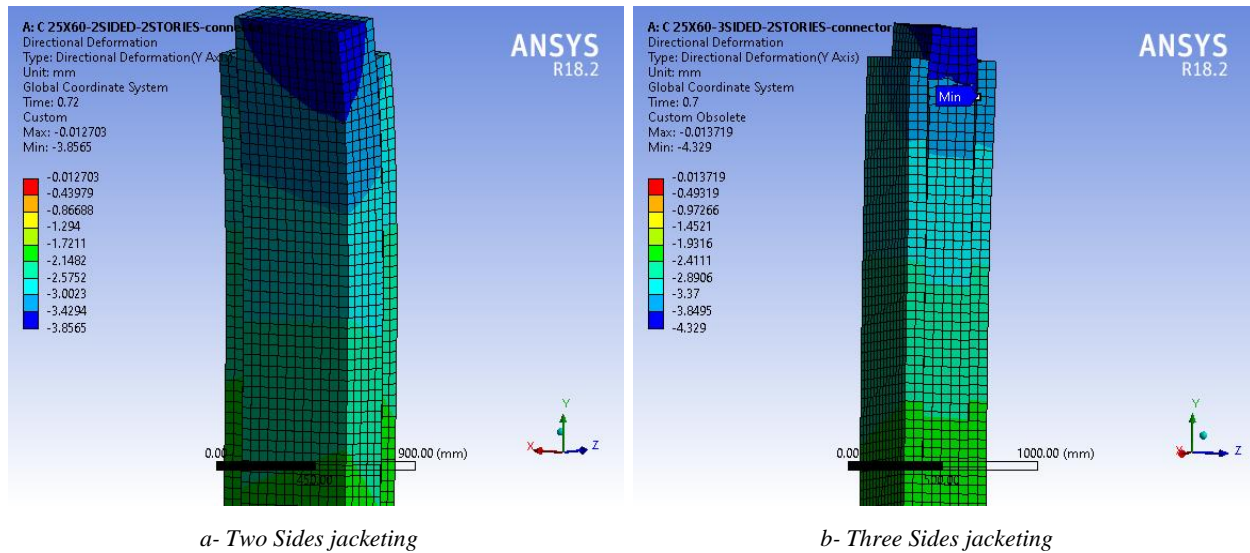 A: C 25X60-2SIDED-2STORIES-connector
Directional Deformation
Type: Directional Deformation(Y Axis)
Unit: mm
Global Coordinate System
Time: 0.72
Custom
Max: -0.012703
Min: -3.8565
-0.012703
-0.43979
-0.86688
-1.294
-1.7211
-2.1482
-2.5752
-3.0023
-3.4294
-3.8565
ANSYS
R18.2
0.00
900.00 (mm)
450.00
Y
X
Z
a- Two Sides jacketing
A: C 25X60-3SIDED-2STORIES-connector
Directional Deformation
Type: Directional Deformation(Y Axis)
Unit: mm
Global Coordinate System
Time: 0.7
Custom Obsolete
Max: -0.013719
Min: -4.329
-0.013719
-0.49319
-0.97266
-1.4521
-1.9316
-2.4111
-2.8906
-3.37
-3.8495
-4.329
Min
ANSYS
R18.2
0.00
1000.00 (mm)
500.00
Y
X
Z
b- Three Sides jacketing